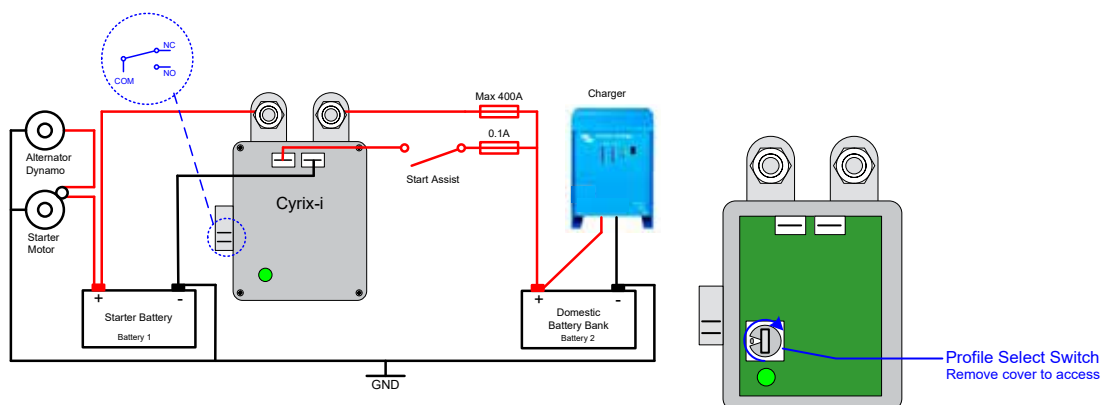 NC
COM
NO
Max 400A
Charger
0.1A
Alternator
Dynamo
Start Assist
Cyrix-i
Starter
Motor
+
-
Starter Battery
Battery 1
+
-
Domestic
Battery Bank
Battery 2
GND
Profile Select Switch
Remove cover to access